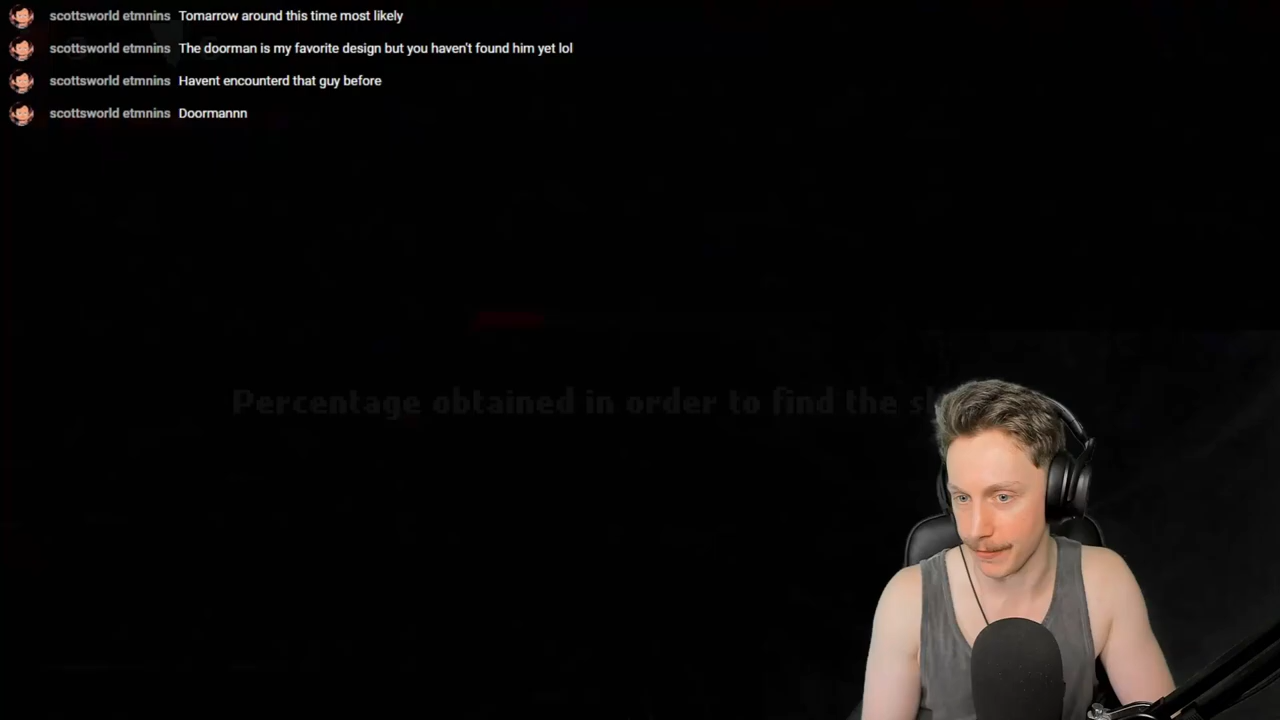 scottsworld etmnins Tomarrow around this time most likely
scottsworld etmnins The doorman is my favorite design but you haven't found him yet lol
scottsworld etmnins Havent encounterd that guy before
scottsworld etmnins Doormannn
Percentage obtained in order to find the